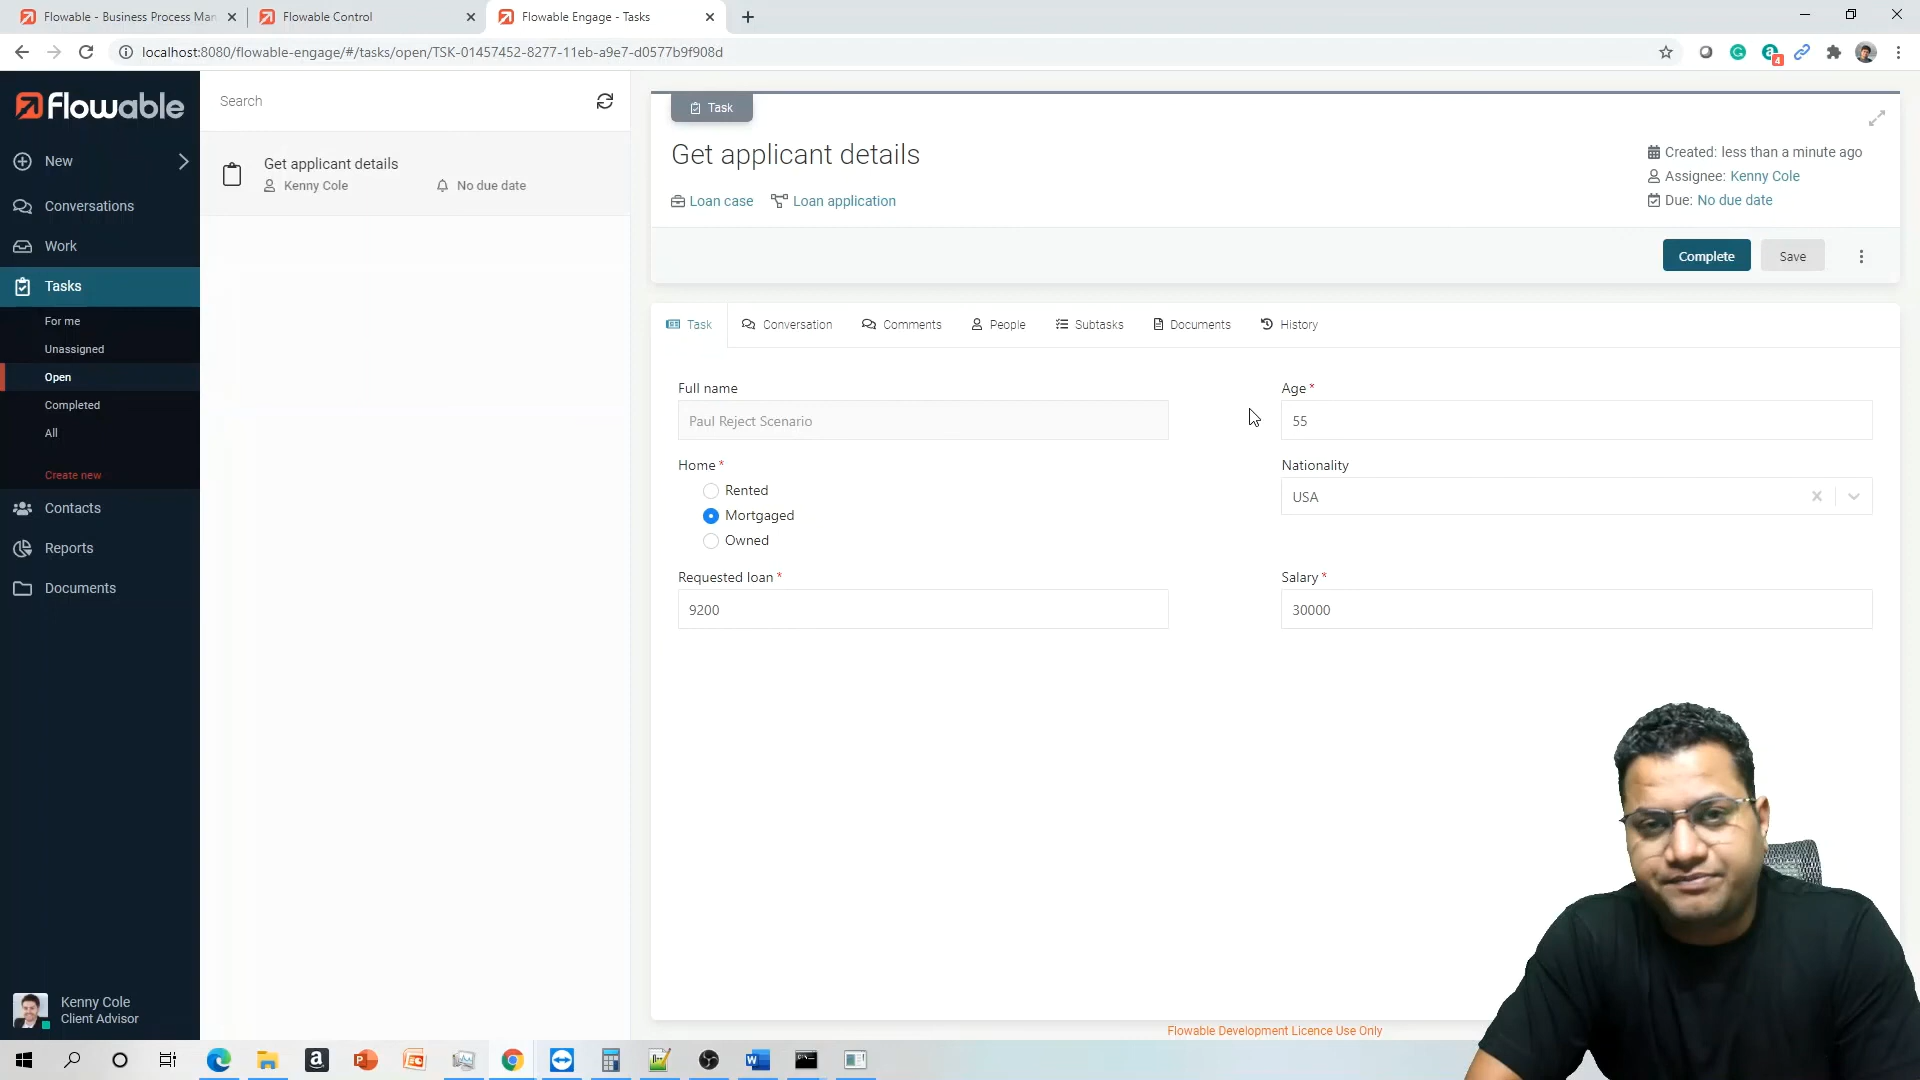 Flowable - Business Process Man
Flowable Control
Flowable Engage - Tasks
localhost:8080/flowable-engage/#/tasks/open/TSK-01457452-8277-11eb-a9e7-d0577b9f908d
4
Flowable
New
Conversations
Work
Tasks
For me
Unassigned
Open
Completed
All
Create new
Contacts
Reports
Documents
Kenny Cole
Client Advisor
Search
Get applicant details
Kenny Cole
No due date
Task
Get applicant details
Loan case
Loan application
Created: less than a minute ago
Assignee: Kenny Cole
Due: No due date
Complete
Save
Task
Conversation
Comments
People
Subtasks
Documents
History
Full name
Paul Reject Scenario
Age *
55
Home *
Rented
Mortgaged
Owned
Nationality
USA
Requested loan *
9200
Salary *
30000
Flowable Development Licence Use Only